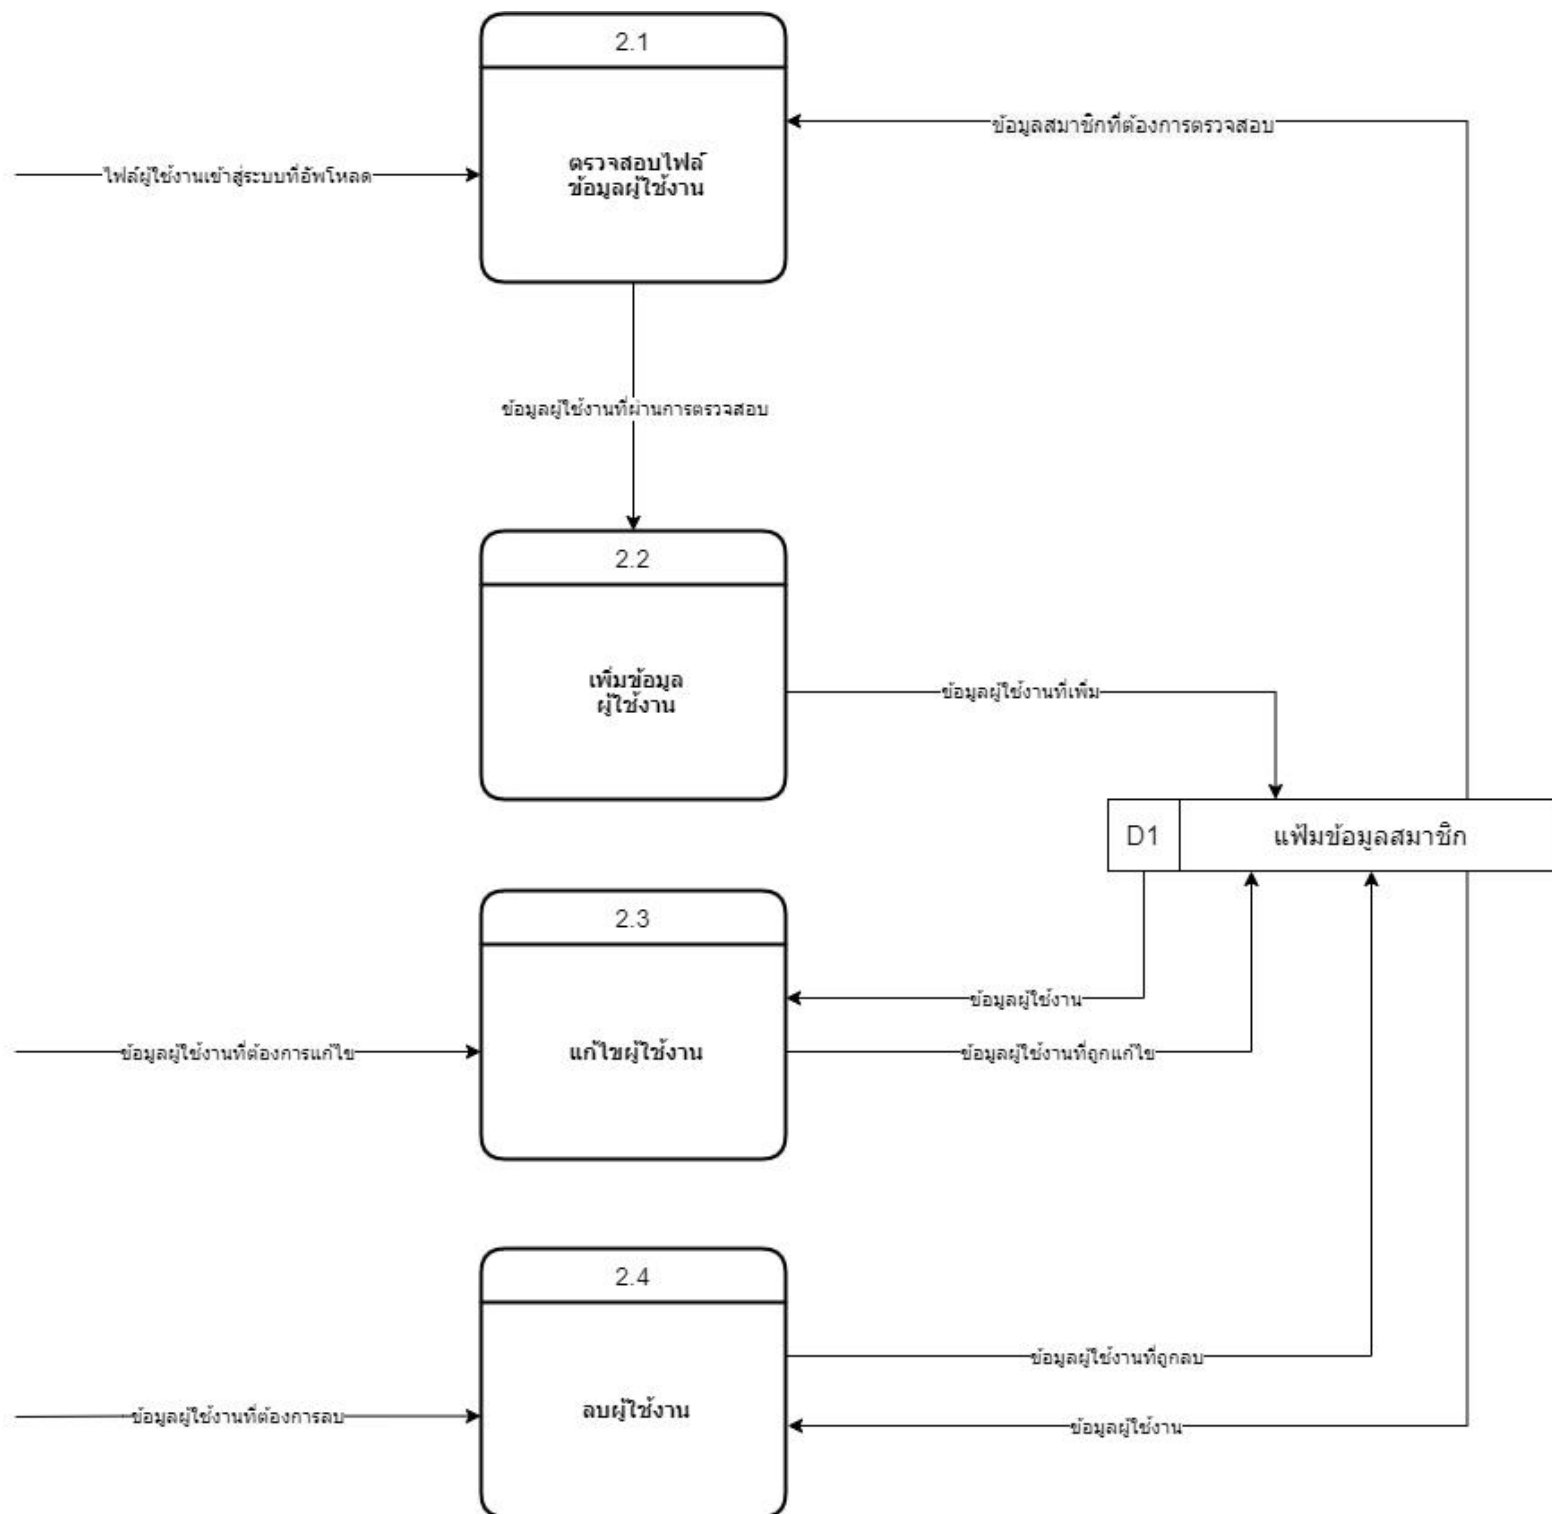 2.1
ข้อมูลสมาชิกที่ต้องการตรวจสอบ
ตรวจสอบไฟล์
ข้อมูลผู้ใช้งาน
ไฟล์ผู้ใช้งานเข้าสู่ระบบที่อัพโหลด
ข้อมูลผู้ใช้งานที่ผ่านการตรวจสอบ
2.2
เพิ่มข้อมูล
ผู้ใช้งาน
ข้อมูลผู้ใช้งานที่เพิ่ม
D1
แฟ้มข้อมูลสมาชิก
2.3
ข้อมูลผู้ใช้งาน
ข้อมูลผู้ใช้งานที่ต้องการแก้ไข
แก้ไขผู้ใช้งาน
ข้อมูลผู้ใช้งานที่ถูกแก้ไข
2.4
ข้อมูลผู้ใช้งานที่ถูกลบ
ข้อมูลผู้ใช้งานที่ต้องการลบ
ลบผู้ใช้งาน
ข้อมูลผู้ใช้งาน